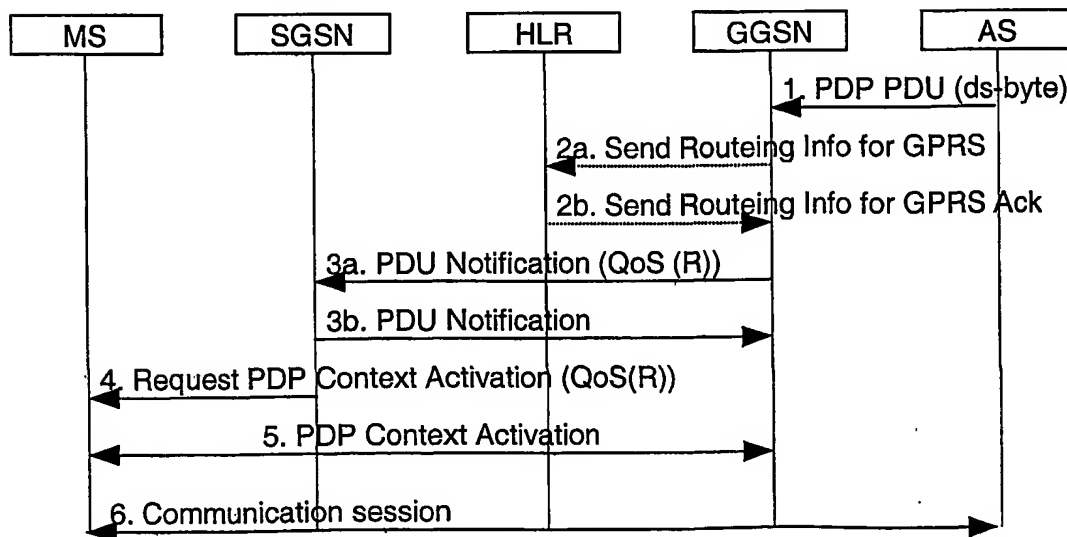 MS SGSN HLR GGSN AS
1. PDP PDU (ds-byte)
2a. Send Routeing Info for GPRS
2b. Send Routeing Info for GPRS Ack
3a. PDU Notification (QoS (R))
3b. PDU Notification
4. Request PDP Context Activation (QoS(R))
5. PDP Context Activation
6. Communication session